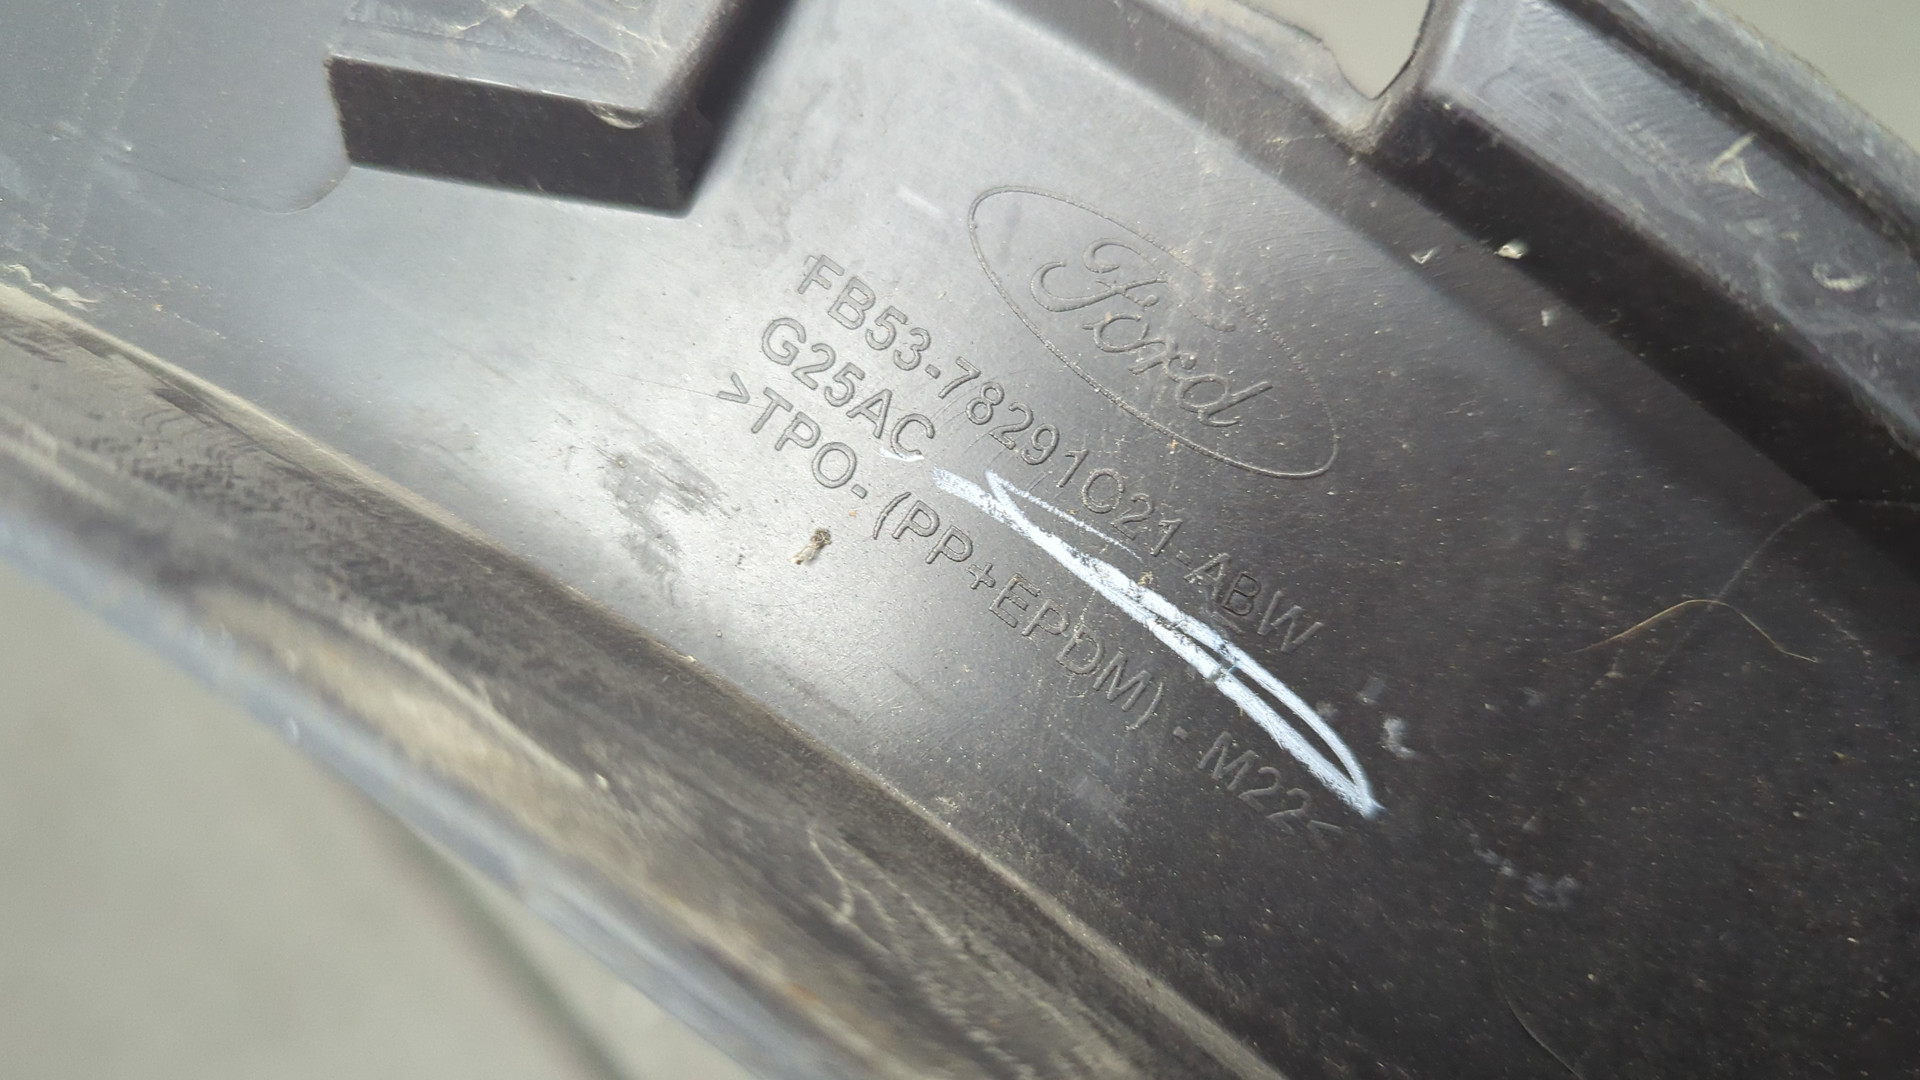 Ford
FB53-78291C21-ABW
G25AC
>TPO- (PP+EPDM) - M22<